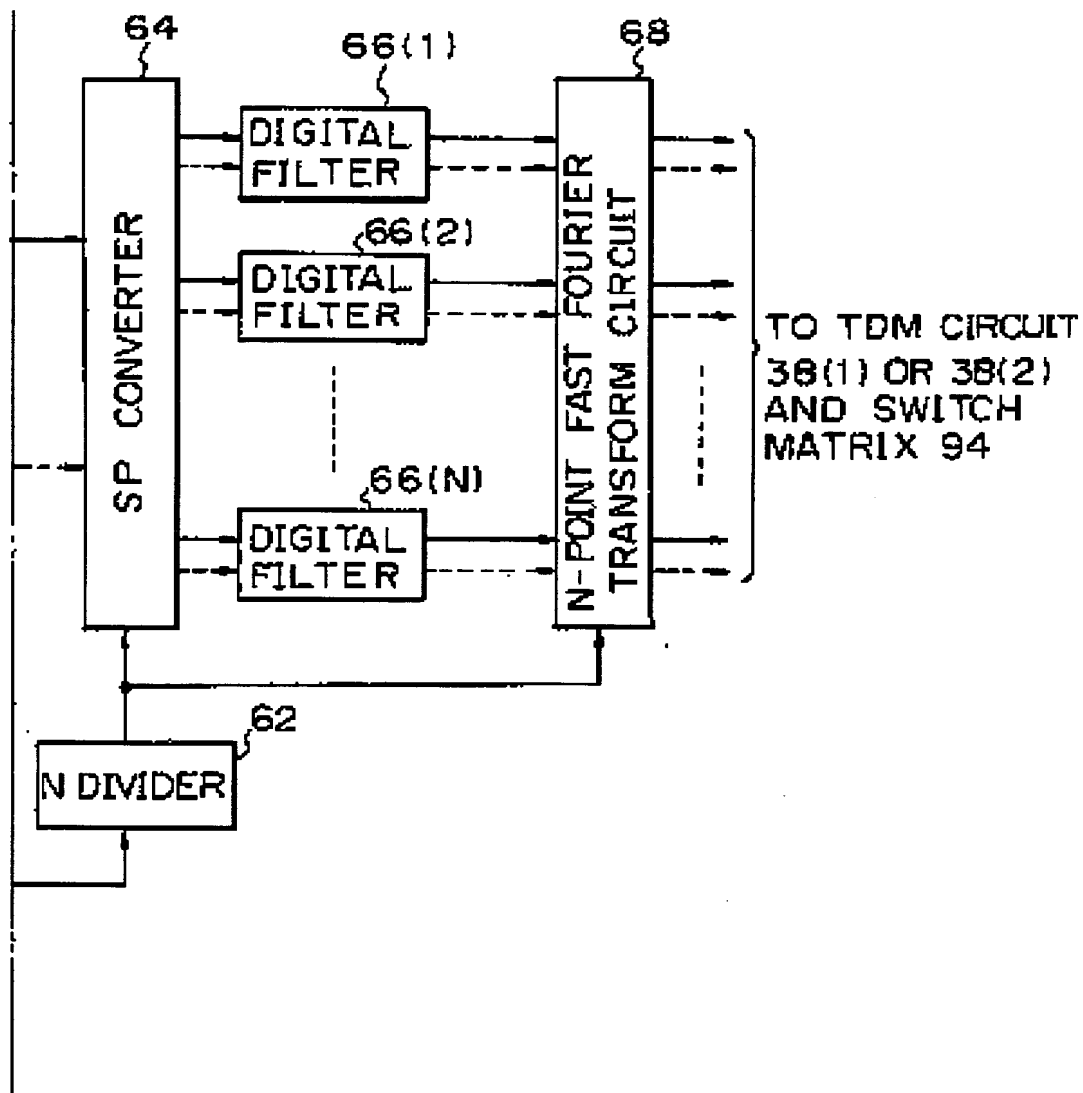 64
66(1)
68
DIGITAL
FILTER
66(2)
DIGITAL
FILTER
66(N)
DIGITAL
FILTER
SP CONVERTER
N-POINT FAST FOURIER
TRANSFORM CIRCUIT
TO TDM CIRCUIT
38(1) OR 38(2)
AND SWITCH
MATRIX 94
62
N DIVIDER